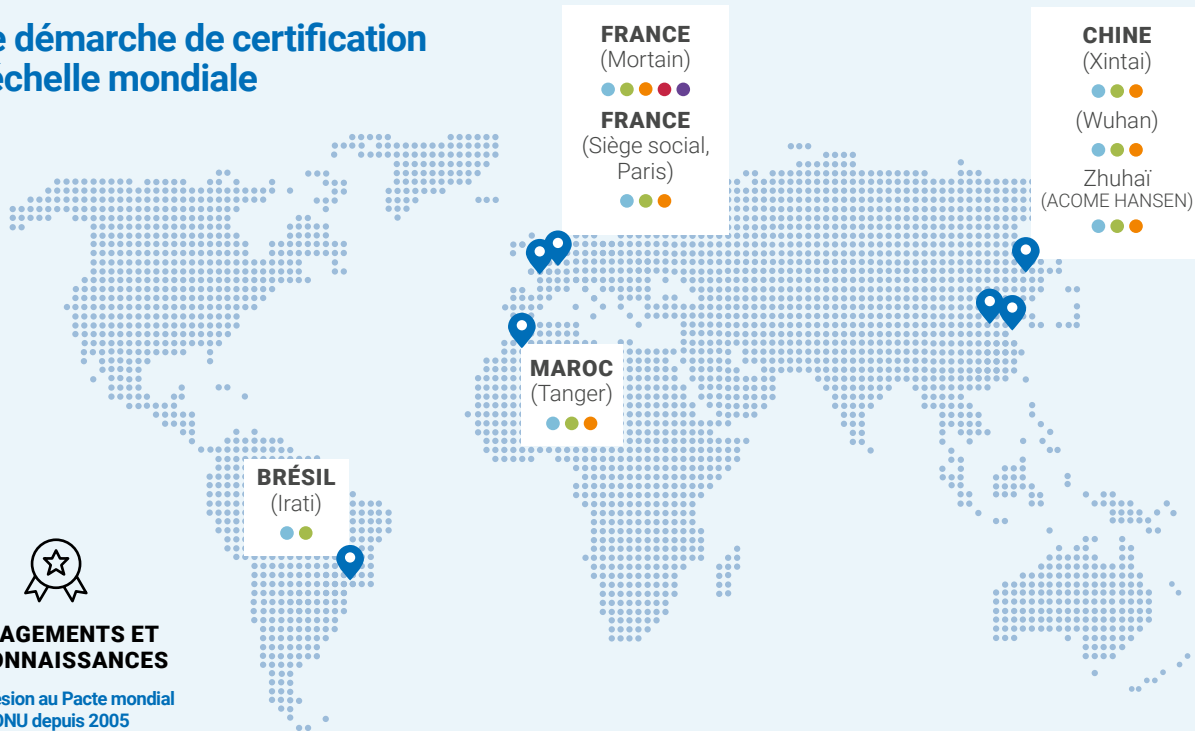 e démarche de certification
échelle mondiale
FRANCE
(Mortain)
FRANCE
(Siège social,
Paris)
CHINE
(Xintai)
(Wuhan)
Zhuhaï
(ACOME HANSEN)
MAROC
(Tanger)
BRÉSIL
(Irati)
AGEMENTS ET
ONNAISSANCES
ésion au Pacte mondial
ONU depuis 2005